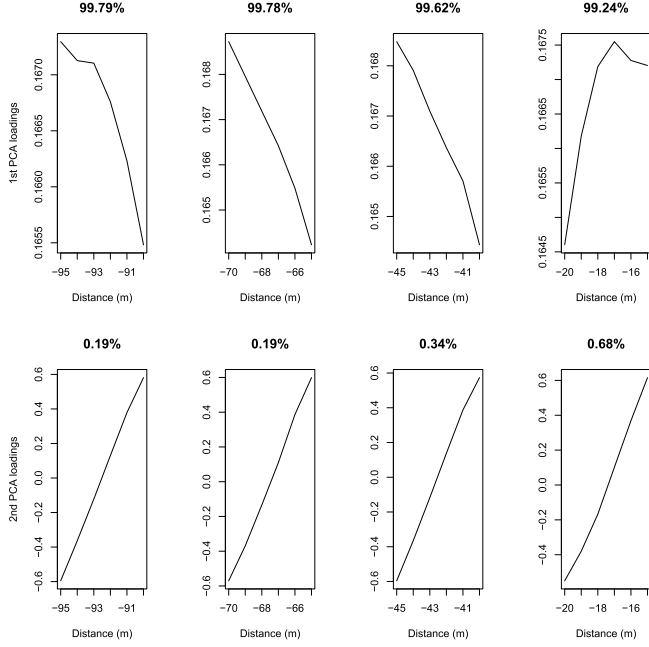 99.79%
99.78%
99.62%
99.24%
1st PCA loadings
0.1655 0.1660 0.1665 0.1670
0.165 0.166 0.167 0.168
0.165 0.166 0.167 0.168
0.1645 0.1655 0.1665 0.1675
−95 −93 −91
−70 −68 −66
−45 −43 −41
−20 −18 −16
Distance (m)
Distance (m)
Distance (m)
Distance (m)
0.19%
0.19%
0.34%
0.68%
2nd PCA loadings
−0.6 −0.4 −0.2 0.0 0.2 0.4 0.6
−0.6 −0.4 −0.2 0.0 0.2 0.4 0.6
−0.6 −0.4 −0.2 0.0 0.2 0.4 0.6
−0.4 −0.2 0.0 0.2 0.4 0.6
−95 −93 −91
−70 −68 −66
−45 −43 −41
−20 −18 −16
Distance (m)
Distance (m)
Distance (m)
Distance (m)